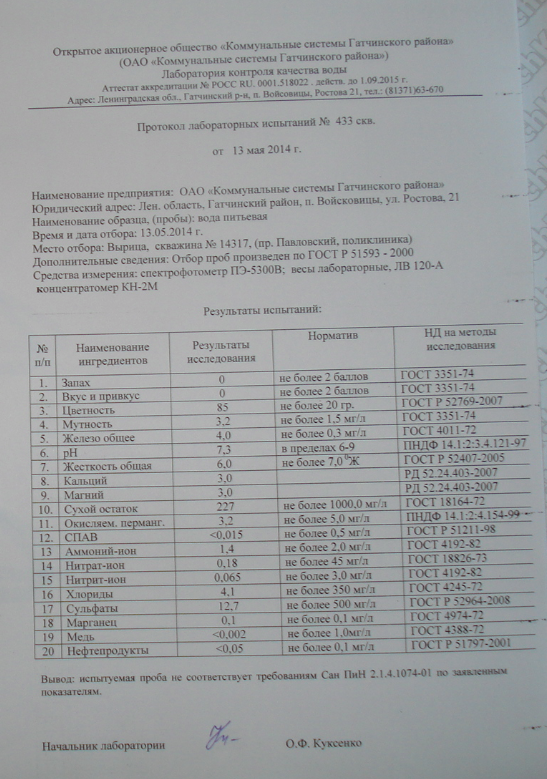 Открытое акционерное общество «Коммунальные системы Гатчинского района»
(ОАО «Коммунальные системы Гатчинского района»)
Лаборатория контроля качества воды
Аттестат аккредитации № РОСС RU. 0001.518022 . действ. до 1.09.2015 г.
Адрес: Ленинградская обл., Гатчинский р-н, п. Войсовицы, Ростова 21, тел.: (81371)63-670
Протокол лабораторных испытаний № 433 скв.
от 13 мая 2014 г.
Наименование предприятия: ОАО «Коммунальные системы Гатчинского района»
Юридический адрес: Лен. область, Гатчинский район, п. Войсковицы, ул. Ростова, 21
Наименование образца, (пробы): вода питьевая
Время и дата отбора: 13.05.2014 г.
Место отбора: Вырица, скважина № 14317, (пр. Павловский, поликлиника)
Дополнительные сведения: Отбор проб произведен по ГОСТ Р 51593 - 2000
Средства измерения: спектрофотометр ПЭ-5300В; весы лабораторные, ЛВ 120-А
концентратомер КН-2М
Результаты испытаний:
№ п/п Наименование ингредиентов Результаты исследования Норматив НД на методы исследования
1. Запах 0 не более 2 баллов ГОСТ 3351-74
2. Вкус и привкус 0 не более 2 баллов ГОСТ 3351-74
3. Цветность 85 не более 20 гр. ГОСТ Р 52769-2007
4. Мутность 3,2 не более 1,5 мг/л ГОСТ 3351-74
5. Железо общее 4,0 не более 0,3 мг/л ГОСТ 4011-72
6. рН 7,3 в пределах 6-9 ПНДФ 14.1:2:3.4.121-97
7. Жесткость общая 6,0 не более 7,0 ⁰Ж ГОСТ Р 52407-2005
8. Кальций 3,0 РД 52.24.403-2007
9. Магний 3,0 РД 52.24.403-2007
10. Сухой остаток 227 не более 1000,0 мг/л ГОСТ 18164-72
11. Окисляем. перманг. 3,2 не более 5,0 мг/л ПНДФ 14.1:2:4.154-99
12. СПАВ <0,015 не более 0,5 мг/л ГОСТ Р 51211-98
13 Аммоний-ион 1,4 не более 2,0 мг/л ГОСТ 4192-82
14 Нитрат-ион 0,18 не более 45 мг/л ГОСТ 18826-73
15 Нитрит-ион 0,065 не более 3,0 мг/л ГОСТ 4192-82
16 Хлориды 4,1 не более 350 мг/л ГОСТ 4245-72
17 Сульфаты 12,7 не более 500 мг/л ГОСТ Р 52964-2008
18 Марганец 0,1 не более 0,1 мг/л ГОСТ 4974-72
19 Медь <0,002 не более 1,0мг/л ГОСТ 4388-72
20 Нефтепродукты <0,05 не более 0,1 мг/л ГОСТ Р 51797-2001
Вывод: испытуемая проба не соответствует требованиям Сан ПиН 2.1.4.1074-01 по заявленным
показателям.
Начальник лаборатории О.Ф. Куксенко